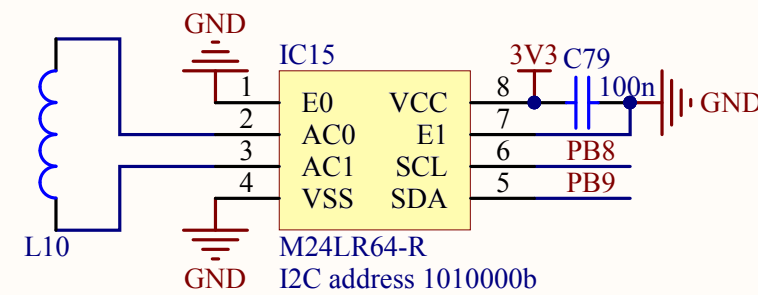 GND
IC15
3V3 C79
1 E0 VCC 8 100n GND
2 AC0 E1 7
3 AC1 SCL 6 PB8
4 VSS SDA 5 PB9
L10 M24LR64-R
GND I2C address 1010000b